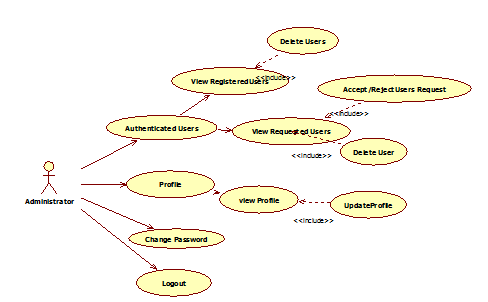 Delete Users
View RegisteredUsers
<<include>>
Accept/RejectUsers Request
<<include>>
Authenticated Users
View Requested Users
<<include>>
Delete User
Profile
Administrator
view Profile
UpdateProfile
<<include>>
Change Password
Logout